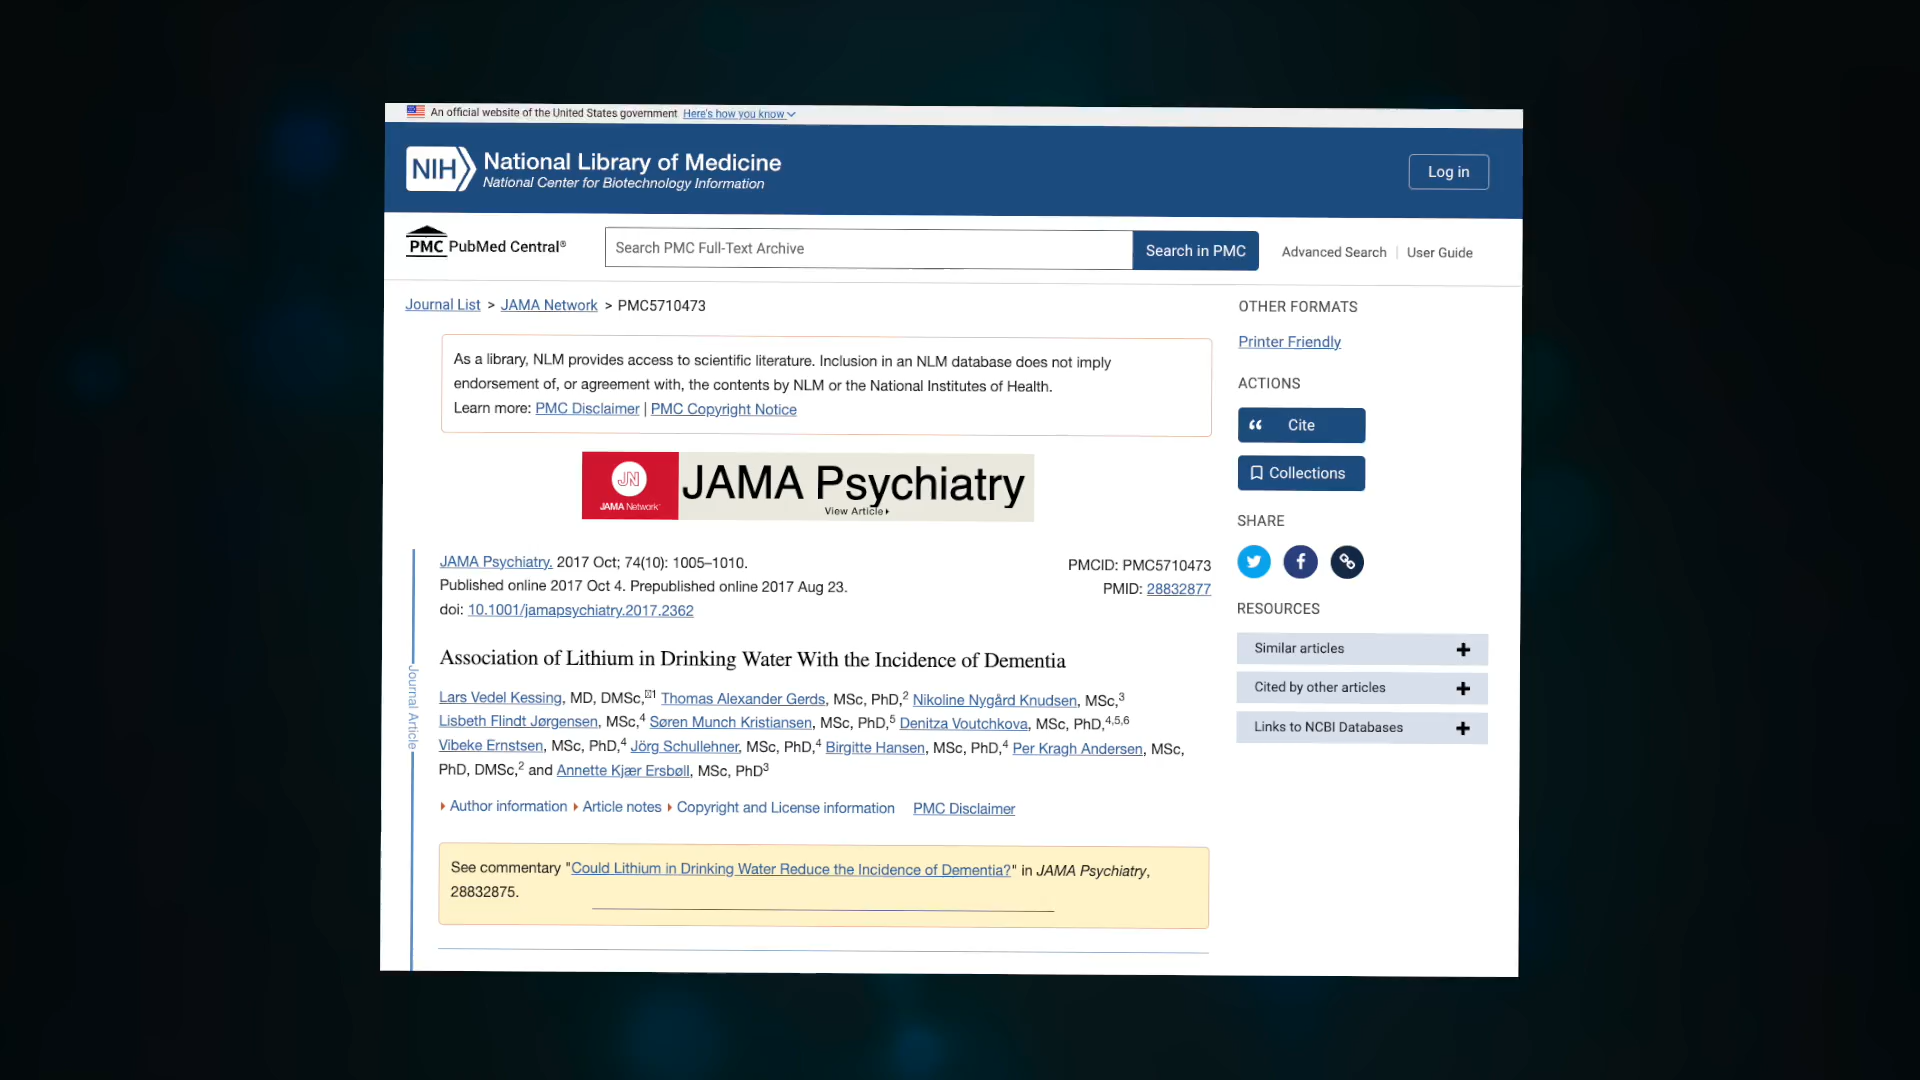 An official website of the United States government Here's how you know
NIH National Library of Medicine
National Center for Biotechnology Information
Log in
PMC PubMed Central®
Search PMC Full-Text Archive
Search in PMC
Advanced Search | User Guide
Journal List > JAMA Network > PMC5710473
As a library, NLM provides access to scientific literature. Inclusion in an NLM database does not imply
endorsement of, or agreement with, the contents by NLM or the National Institutes of Health.
Learn more: PMC Disclaimer | PMC Copyright Notice
JN
JAMA Network
JAMA Psychiatry
View Article
Journal Article
JAMA Psychiatry. 2017 Oct; 74(10): 1005–1010.
Published online 2017 Oct 4. Prepublished online 2017 Aug 23.
doi: 10.1001/jamapsychiatry.2017.2362
PMCID: PMC5710473
PMID: 28832877
Association of Lithium in Drinking Water With the Incidence of Dementia
Lars Vedel Kessing, MD, DMSc,✉1 Thomas Alexander Gerds, MSc, PhD,2 Nikoline Nygård Knudsen, MSc,3
Lisbeth Flindt Jørgensen, MSc,4 Søren Munch Kristiansen, MSc, PhD,5 Denitza Voutchkova, MSc, PhD,4,5,6
Vibeke Ernstsen, MSc, PhD,4 Jörg Schullehner, MSc, PhD,4 Birgitte Hansen, MSc, PhD,4 Per Kragh Andersen, MSc,
PhD, DMSc,2 and Annette Kjær Ersbøll, MSc, PhD3
Author information Article notes Copyright and License information PMC Disclaimer
See commentary "Could Lithium in Drinking Water Reduce the Incidence of Dementia?" in JAMA Psychiatry,
28832875.
OTHER FORMATS
Printer Friendly
ACTIONS
Cite
Collections
SHARE
RESOURCES
Similar articles
Cited by other articles
Links to NCBI Databases